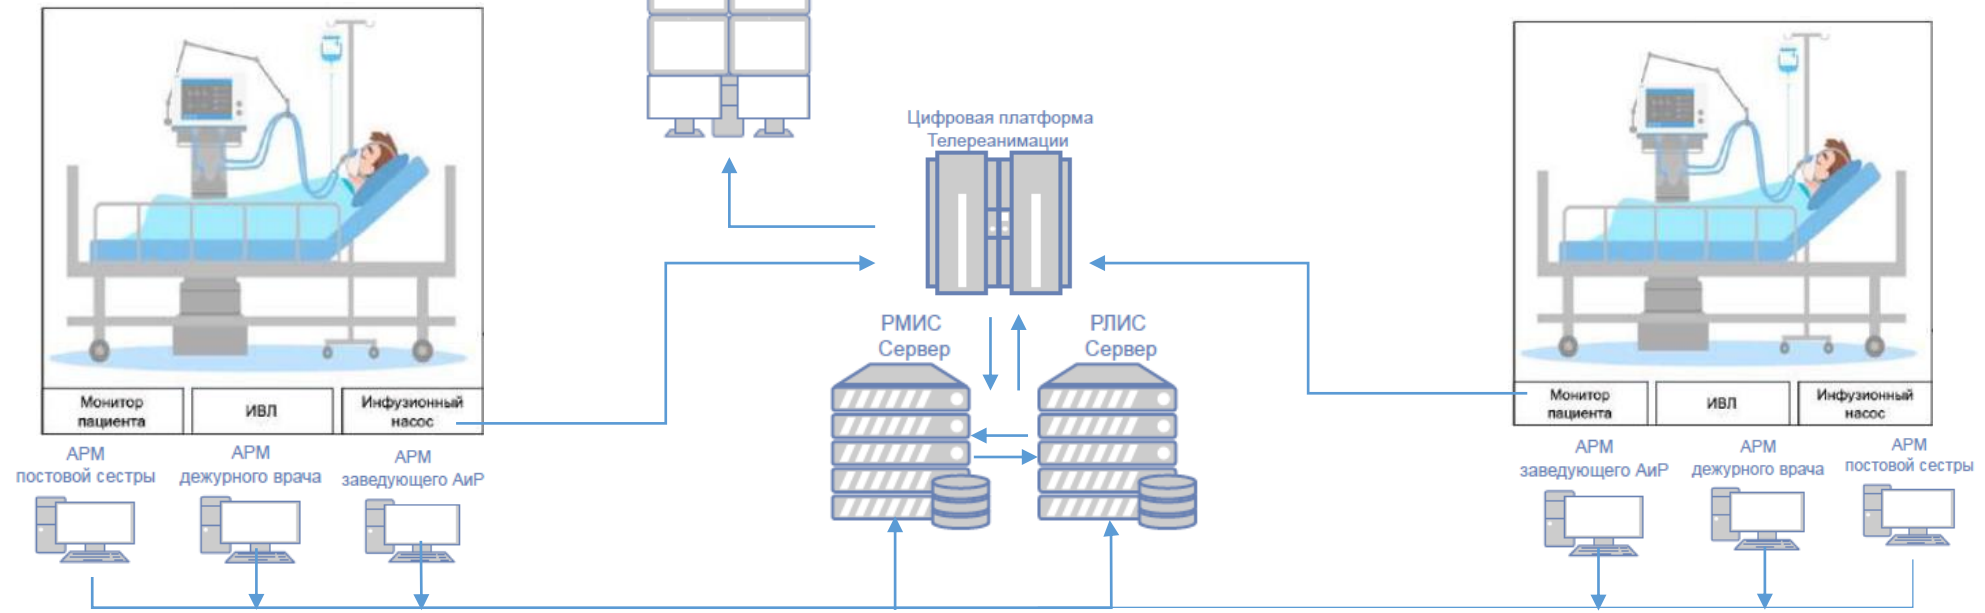 Цифровая платформа
Телереанимации
РМИС
Сервер
РЛИС
Сервер
Монитор
пациента
ИВЛ
Инфузионный
насос
АРМ
постовой сестры
АРМ
дежурного врача
АРМ
заведующего АиР
Монитор
пациента
ИВЛ
Инфузионный
насос
АРМ
заведующего АиР
АРМ
дежурного врача
АРМ
постовой сестры